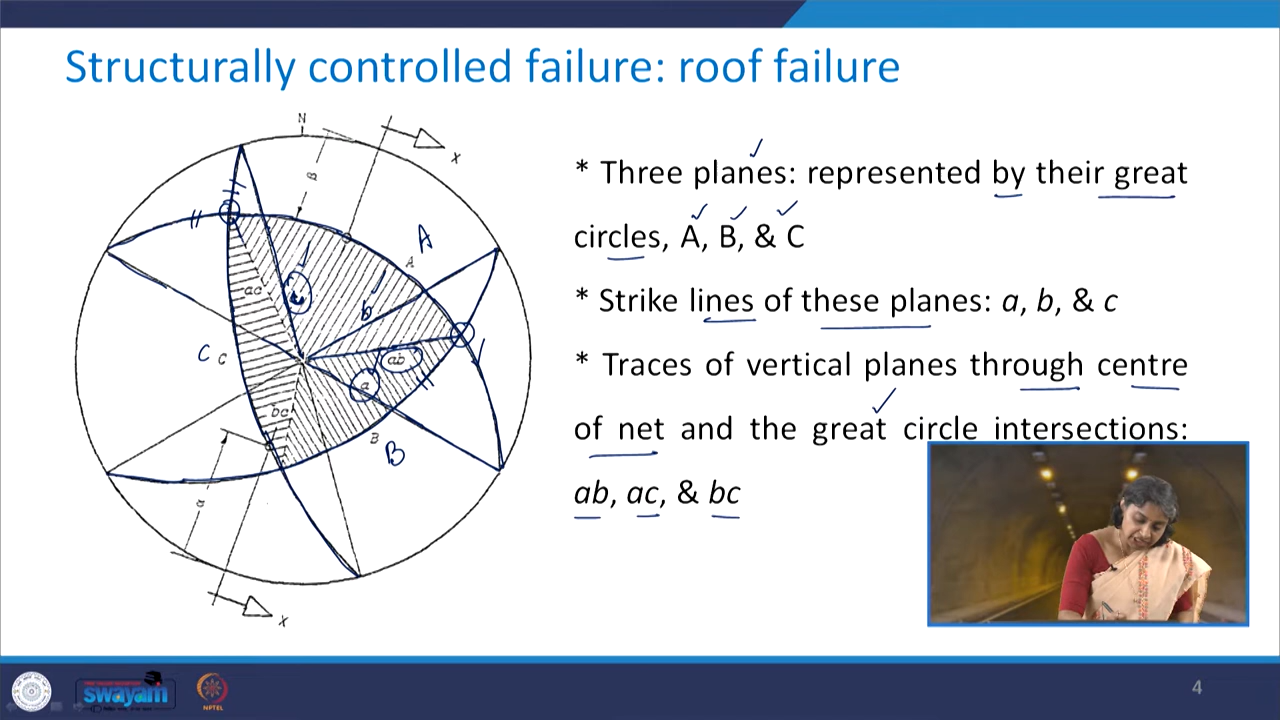 Structurally controlled failure: roof failure
N
X
B
A
A
ac
b
C
c
ab
a
bc
B
B
α
X
* Three planes: represented by their great
circles, A, B, & C
* Strike lines of these planes: a, b, & c
* Traces of vertical planes through centre
of net and the great circle intersections:
ab, ac, & bc
swayam
NPTEL
4